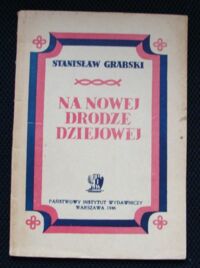 STANISŁAW GRABSKI
NA NOWEJ
DRODZE
DZIEJOWEJ
PAŃSTWOWY INSTYTUT WYDAWNICZY
WARSZAWA 1946